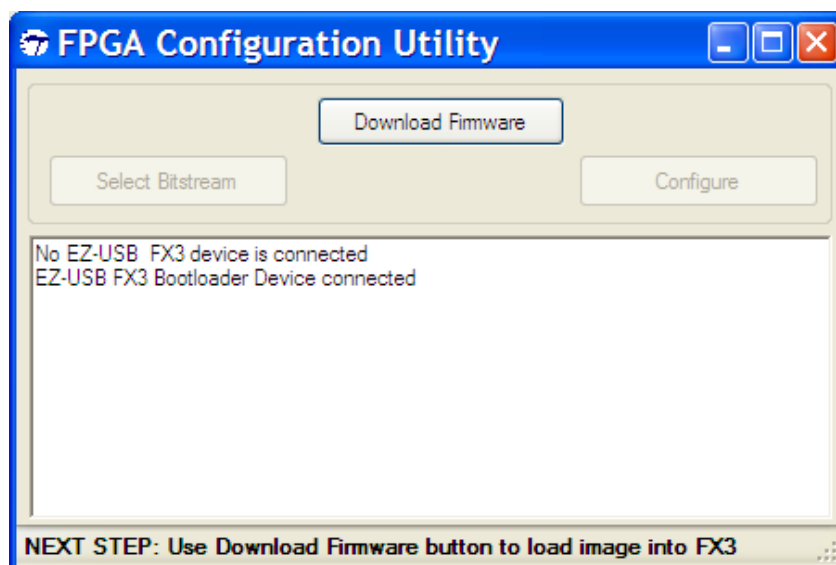 FPGA Configuration Utility
Download Firmware
Select Bitstream
Configure
No EZ-USB  FX3 device is connected
EZ-USB FX3 Bootloader Device connected
NEXT STEP: Use Download Firmware button to load image into FX3